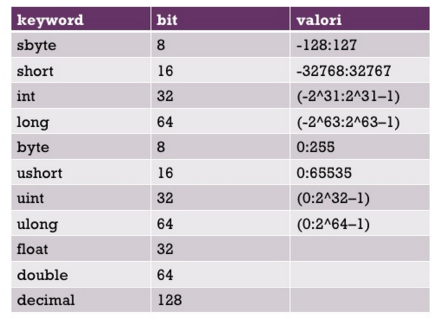 keyword bit valori
sbyte 8 -128:127
short 16 -32768:32767
int 32 (-2^31:2^31–1)
long 64 (-2^63:2^63–1)
byte 8 0:255
ushort 16 0:65535
uint 32 (0:2^32–1)
ulong 64 (0:2^64–1)
float 32
double 64
decimal 128